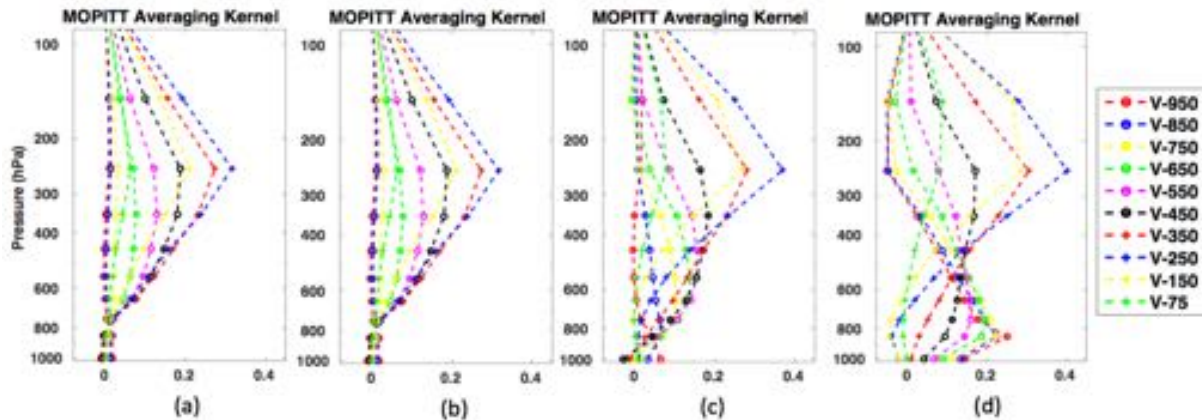 MOPITT Averaging Kernel MOPITT Averaging Kernel MOPITT Averaging Kernel MOPITT Averaging Kernel
Pressure (hPa)
100 100 100 100
200 200 200 200
300 300 300 300
400 400 400 400
600 600 600 600
800 800 800 800
1000 1000 1000 1000
0 0.2 0.4 0 0.2 0.4 0 0.2 0.4 0 0.2 0.4
(a) (b) (c) (d)
V-950
V-850
V-750
V-650
V-550
V-450
V-350
V-250
V-150
V-75